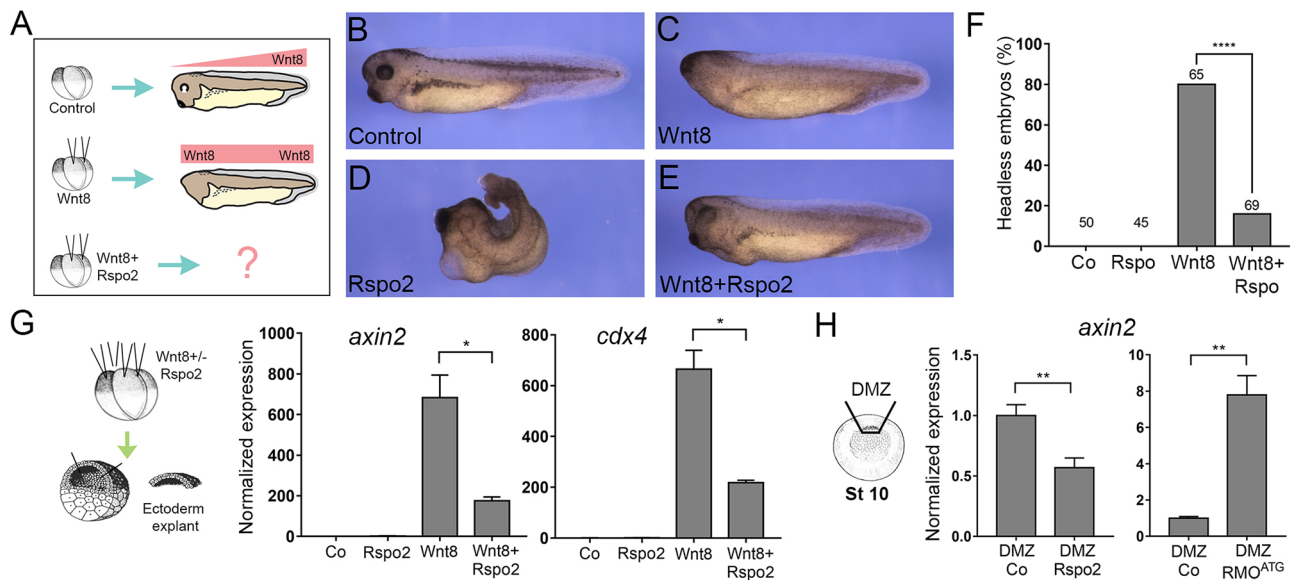 A
Wnt8
Control
Wnt8 Wnt8
Wnt8
Wnt8+
Rspo2
?
B
Control
C
Wnt8
D
Rspo2
E
Wnt8+Rspo2
F
Headless embryos (%)
100
80
60
40
20
0
50
45
65
69
****
Co Rspo Wnt8 Wnt8+
Rspo
G
Wnt8+/-
Rspo2
Ectoderm
explant
axin2
Normalized expression
1000
800
600
400
200
0
*
Co Rspo2 Wnt8 Wnt8+
Rspo2
cdx4
800
600
400
200
0
*
Co Rspo2 Wnt8 Wnt8+
Rspo2
H
DMZ
St 10
axin2
Normalized expression
1.5
1.0
0.5
0.0
**
DMZ DMZ
Co Rspo2
8
6
4
2
0
**
DMZ DMZ
Co RMOATG